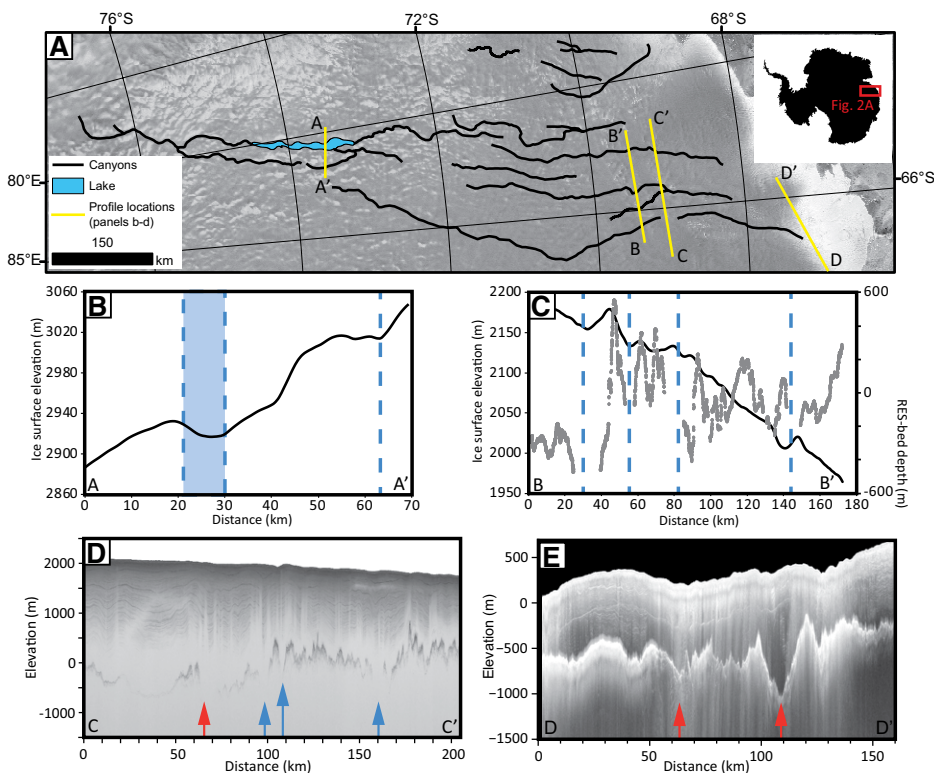 76°S 72°S 68°S
A
Fig. 2A
A
A'
B'
C'
D'
B
C
D
80°E
85°E
66°S
Canyons
Lake
Profile locations
(panels b-d)
150
km
B
3060
3020
2980
2940
2900
2860
Ice surface elevation (m)
A
A'
0 10 20 30 40 50 60 70
Distance (km)
C
2200
2150
2100
2050
2000
1950
Ice surface elevation (m)
600
0
-600
RES-bed depth (m)
B
B'
0 20 40 60 80 100 120 140 160 180
Distance (km)
D
2000
1000
0
-1000
Elevation (m)
C
C'
0 50 100 150 200
Distance (km)
E
500
0
−500
−1000
−1500
Elevation (m)
D
D'
0 50 100 150
Distance (km)